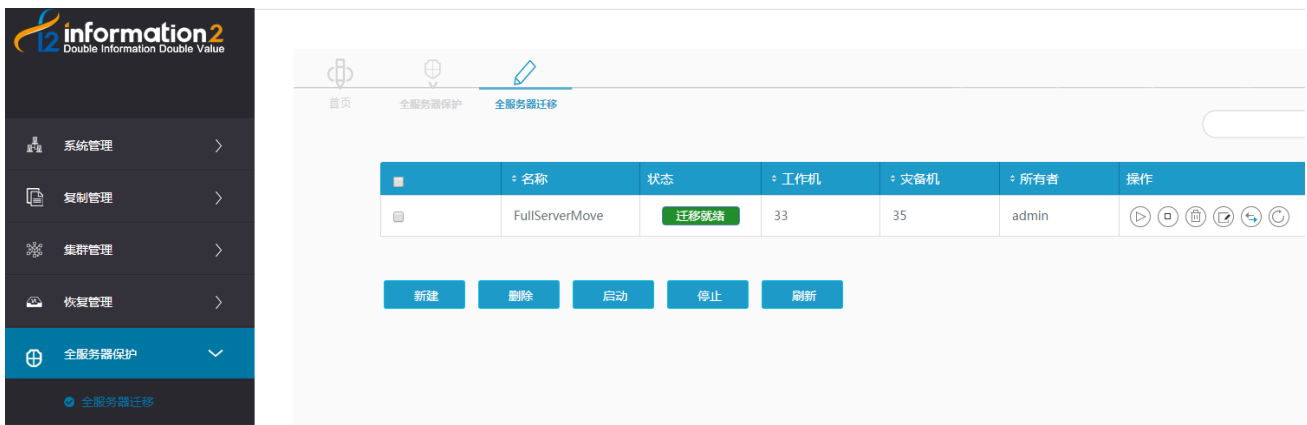 information2
Double Information Double Value
系统管理
复制管理
集群管理
恢复管理
全服务器保护
全服务器迁移
首页 全服务器保护 全服务器迁移
名称 状态 工作机 灾备机 所有者 操作
FullServerMove 迁移就绪 33 35 admin
新建 删除 启动 停止 刷新